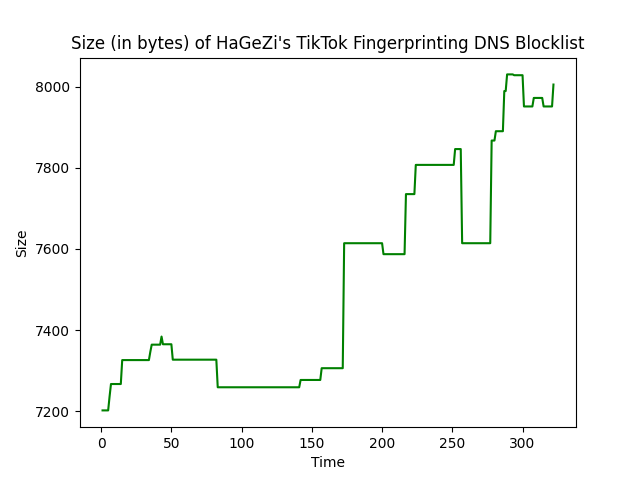 Size (in bytes) of HaGeZi's TikTok Fingerprinting DNS Blocklist
8000
7800
7600
7400
7200
Size
0 50 100 150 200 250 300
Time